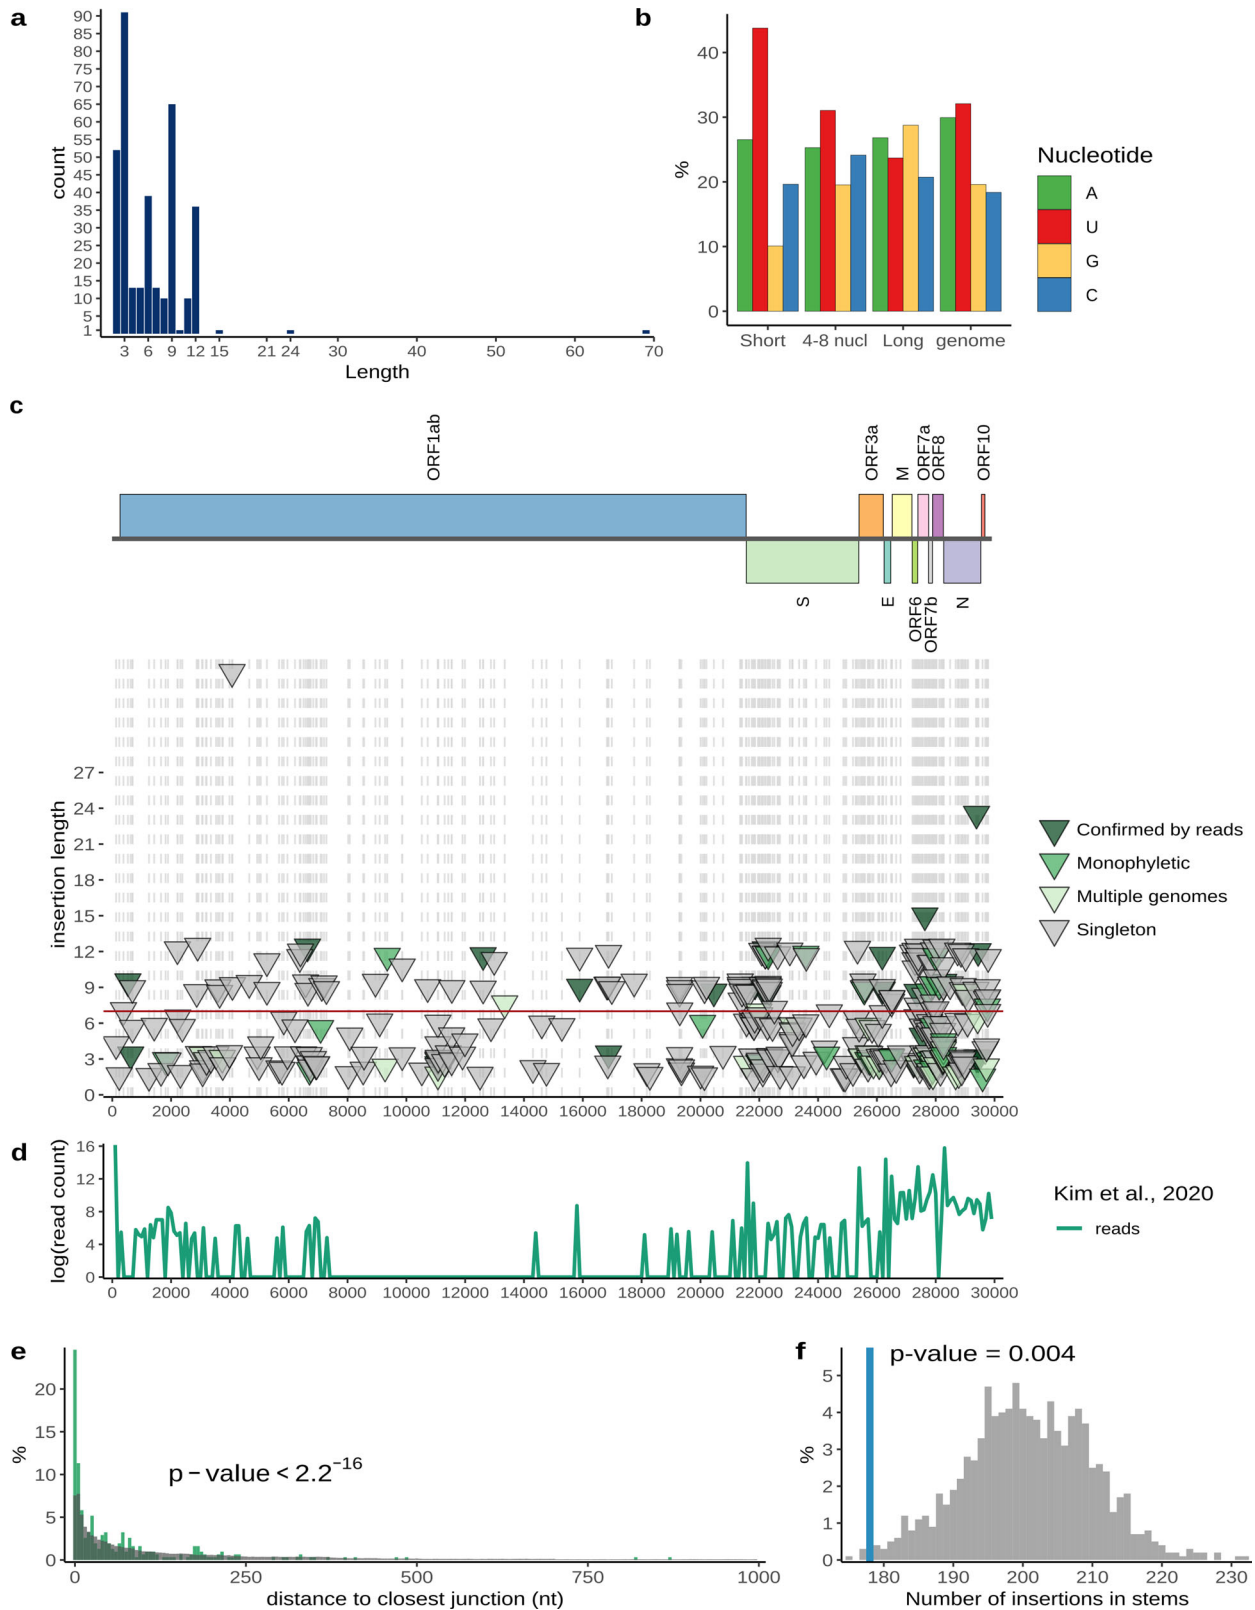 a
count
90
85
80
75
70
65
60
55
50
45
40
35
30
25
20
15
10
5
1
3 6 9 12 15 21 24 30 40 50 60 70
Length
b
%
40
30
20
10
0
Short 4-8 nucl Long genome
Nucleotide
A
U
G
C
c
ORF1ab
ORF3a
M
ORF7a
ORF8
ORF10
S
E
ORF6
ORF7b
N
insertion length
27
24
21
18
15
12
9
6
3
0
0 2000 4000 6000 8000 10000 12000 14000 16000 18000 20000 22000 24000 26000 28000 30000
Confirmed by reads
Monophyletic
Multiple genomes
Singleton
d
log(read count)
16
12
8
4
0
0 2000 4000 6000 8000 10000 12000 14000 16000 18000 20000 22000 24000 26000 28000 30000
Kim et al., 2020
reads
e
%
20
15
10
5
0
p−value < 2.2⁻¹⁶
0 250 500 750 1000
distance to closest junction (nt)
f
p-value = 0.004
%
5
4
3
2
1
0
180 190 200 210 220 230
Number of insertions in stems